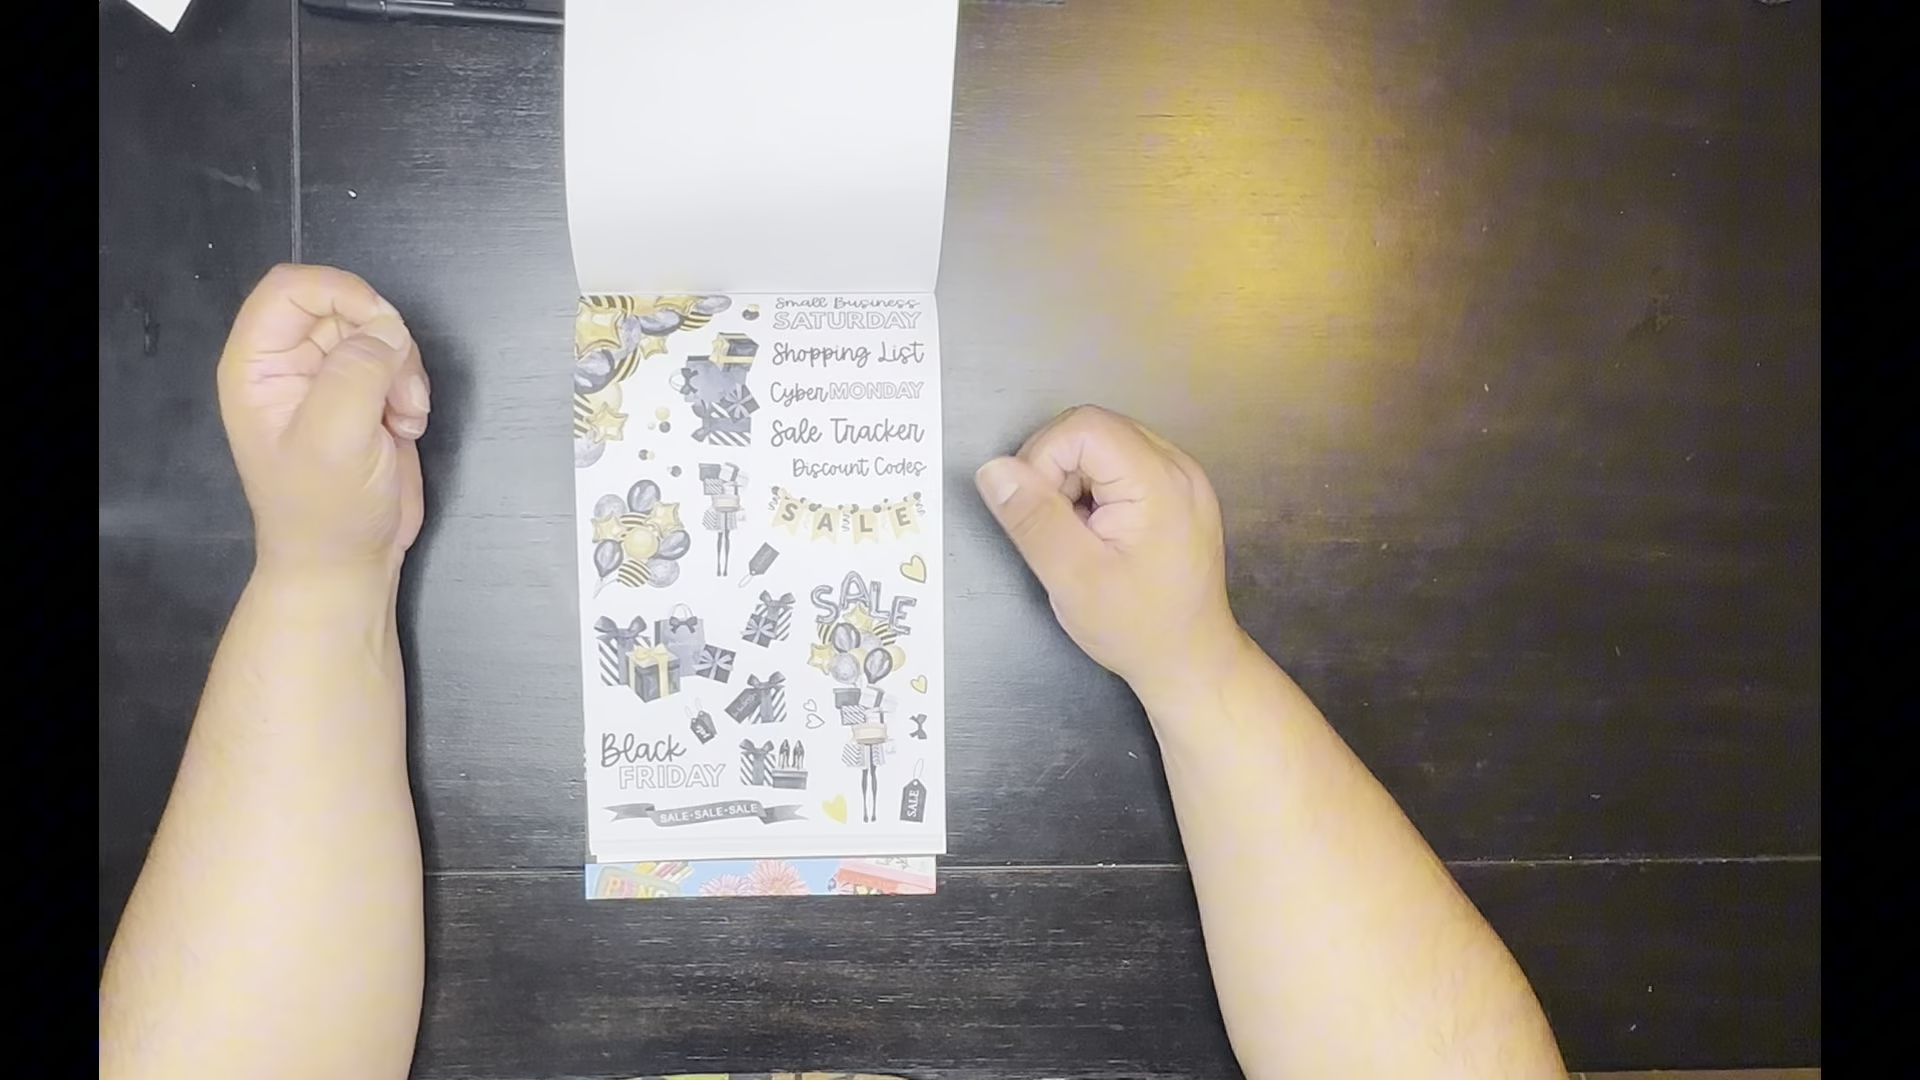 Small Business
SATURDAY
Shopping List
Cyber MONDAY
Sale Tracker
Discount Codes
SALE
SALE
Black
FRIDAY
SALE•SALE•SALE
SALE